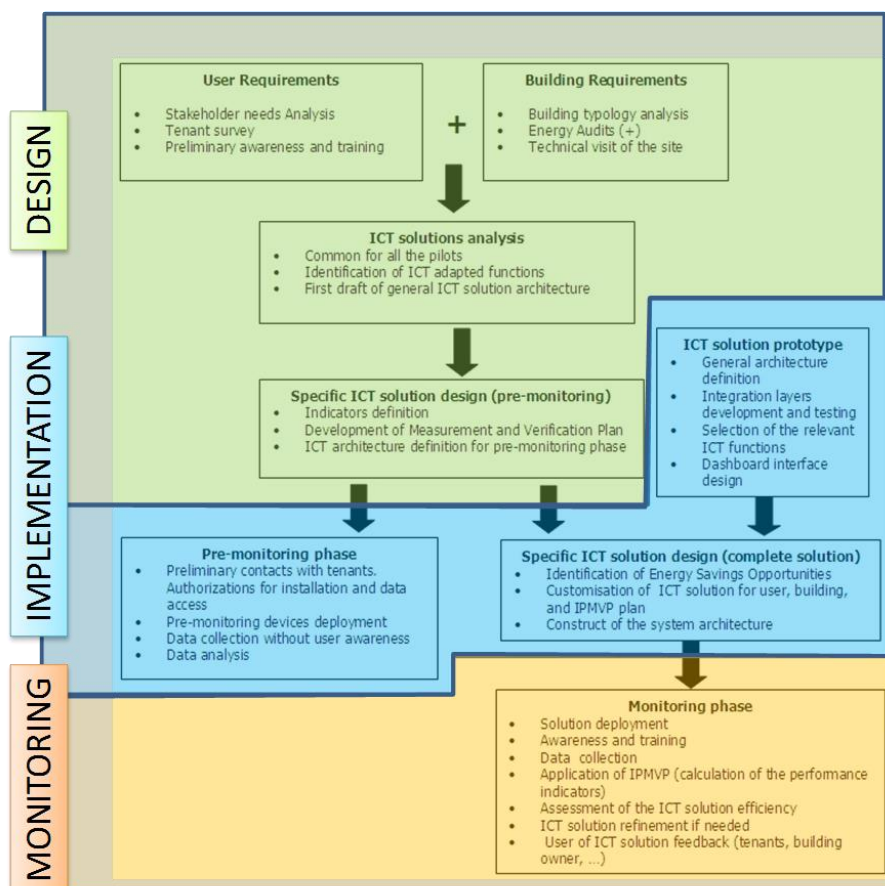 DESIGN
User Requirements
• Stakeholder needs Analysis
• Tenant survey
• Preliminary awareness and training
+
Building Requirements
• Building typology analysis
• Energy Audits (+)
• Technical visit of the site
ICT solutions analysis
• Common for all the pilots
• Identification of ICT adapted functions
• First draft of general ICT solution architecture
IMPLEMENTATION
ICT solution prototype
• General architecture
definition
• Integration layers
development and testing
• Selection of the relevant
ICT functions
• Dashboard interface
design
Specific ICT solution design (pre-monitoring)
• Indicators definition
• Development of Measurement and Verification Plan
• ICT architecture definition for pre-monitoring phase
Pre-monitoring phase
• Preliminary contacts with tenants.
Authorizations for installation and data
access
• Pre-monitoring devices deployment
• Data collection without user awareness
• Data analysis
Specific ICT solution design (complete solution)
• Identification of Energy Savings Opportunities
• Customisation of ICT solution for user, building,
and IPMVP plan
• Construct of the system architecture
MONITORING
Monitoring phase
• Solution deployment
• Awareness and training
• Data collection
• Application of IPMVP (calculation of the performance
indicators)
• Assessment of the ICT solution efficiency
• ICT solution refinement if needed
• User of ICT solution feedback (tenants, building
owner, ...)